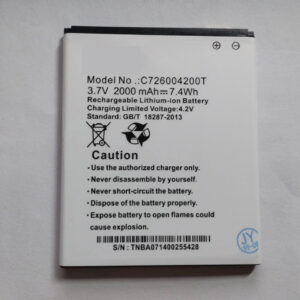 Model No .:C726004200T
3.7V 2000 mAh⎓7.4Wh
Rechargeable Lithium-ion Battery
Charging Limited Voltage:4.2V
Standard: GB/T 18287-2013
Caution
• Use the authorized charger only.
• Never disassembly by yourself.
• Never short-circuit the battery.
• Dispose of the battery properly.
• Expose battery to open flames could
cause explosion.
S/N: TNBA071400255428
JY